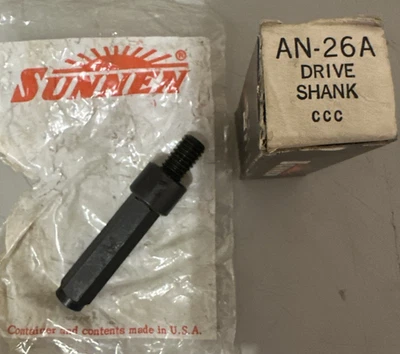 SUNNEN®
Container and contents made in U.S.A.
AN-26A
DRIVE
SHANK
CCC